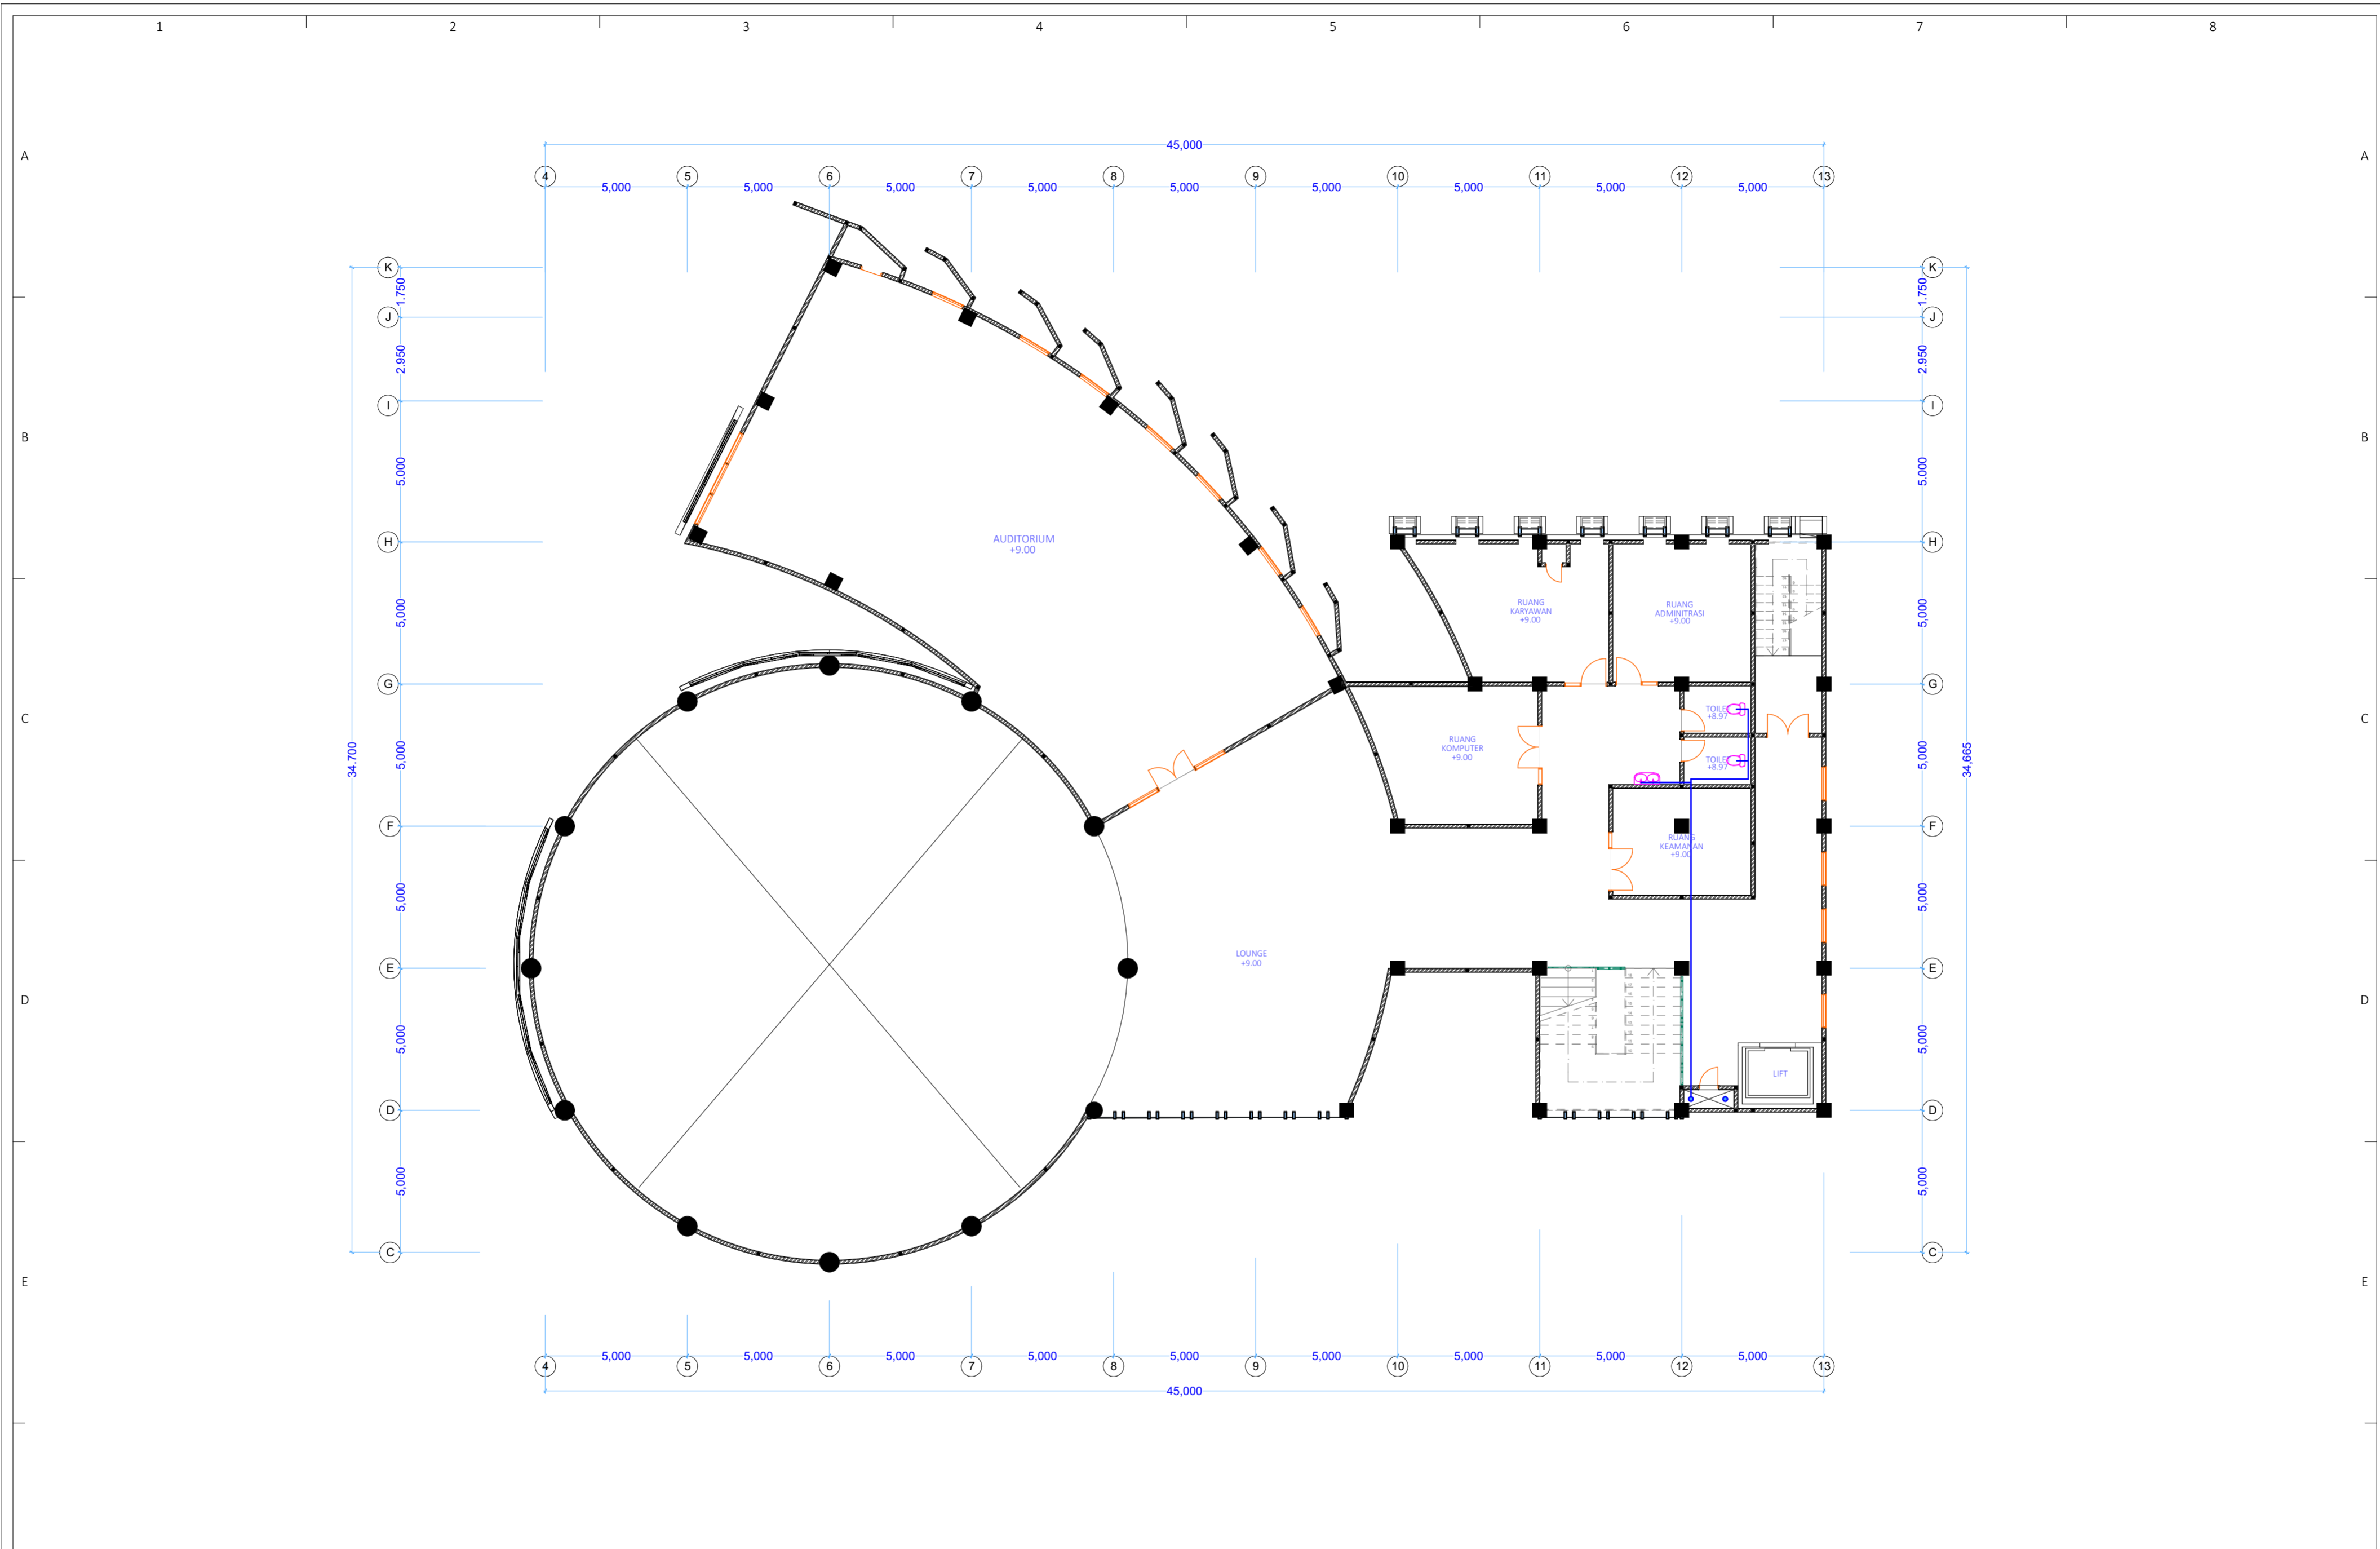 1 2 3 4 5 6 7 8
A A
45,000
4 5 6 7 8 9 10 11 12 13
5,000 5,000 5,000 5,000 5,000 5,000 5,000 5,000 5,000
K K
1.750 1.750
J J
2.950 2.950
I I
B B
5.000 5.000
H H
AUDITORIUM
+9.00
5,000 5,000
RUANG
KARYAWAN
+9.00
RUANG
ADMINITRASI
+9.00
G G
C C
TOILET
+8.97
RUANG
KOMPUTER
+9.00
TOILET
+8.97
5,000 5,000
34.700 34,665
F F
RUANG
KEAMANAN
+9.00
5,000 5,000
LOUNGE
+9.00
E E
D D
5,000 5,000
LIFT
D D
5,000 5,000
C C
E E
5,000 5,000 5,000 5,000 5,000 5,000 5,000 5,000 5,000
4 5 6 7 8 9 10 11 12 13
45,000